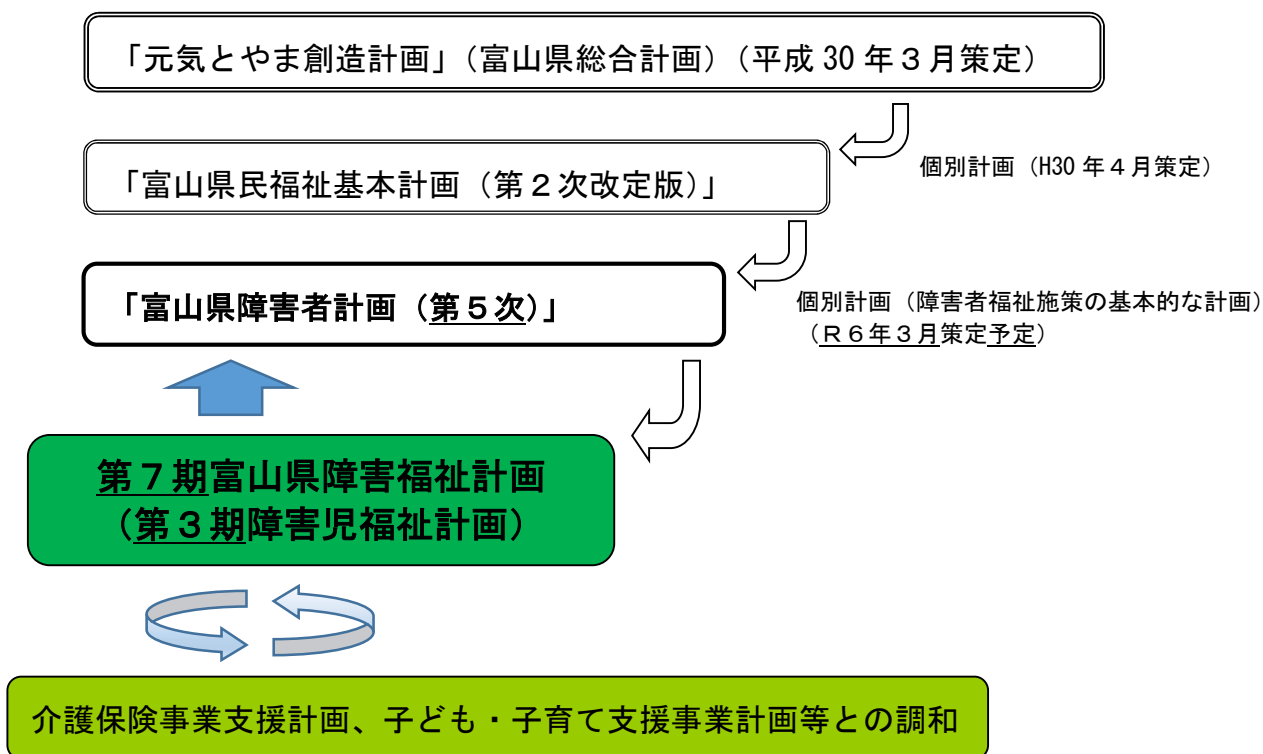 「元気とやま創造計画」（富山県総合計画）（平成 30 年３月策定）
個別計画（H30 年４月策定）
「富山県民福祉基本計画（第２次改定版）」
「富山県障害者計画（第５次）」
個別計画（障害者福祉施策の基本的な計画）
（Ｒ６年３月策定予定）
第７期富山県障害福祉計画
（第３期障害児福祉計画）
介護保険事業支援計画、子ども・子育て支援事業計画等との調和